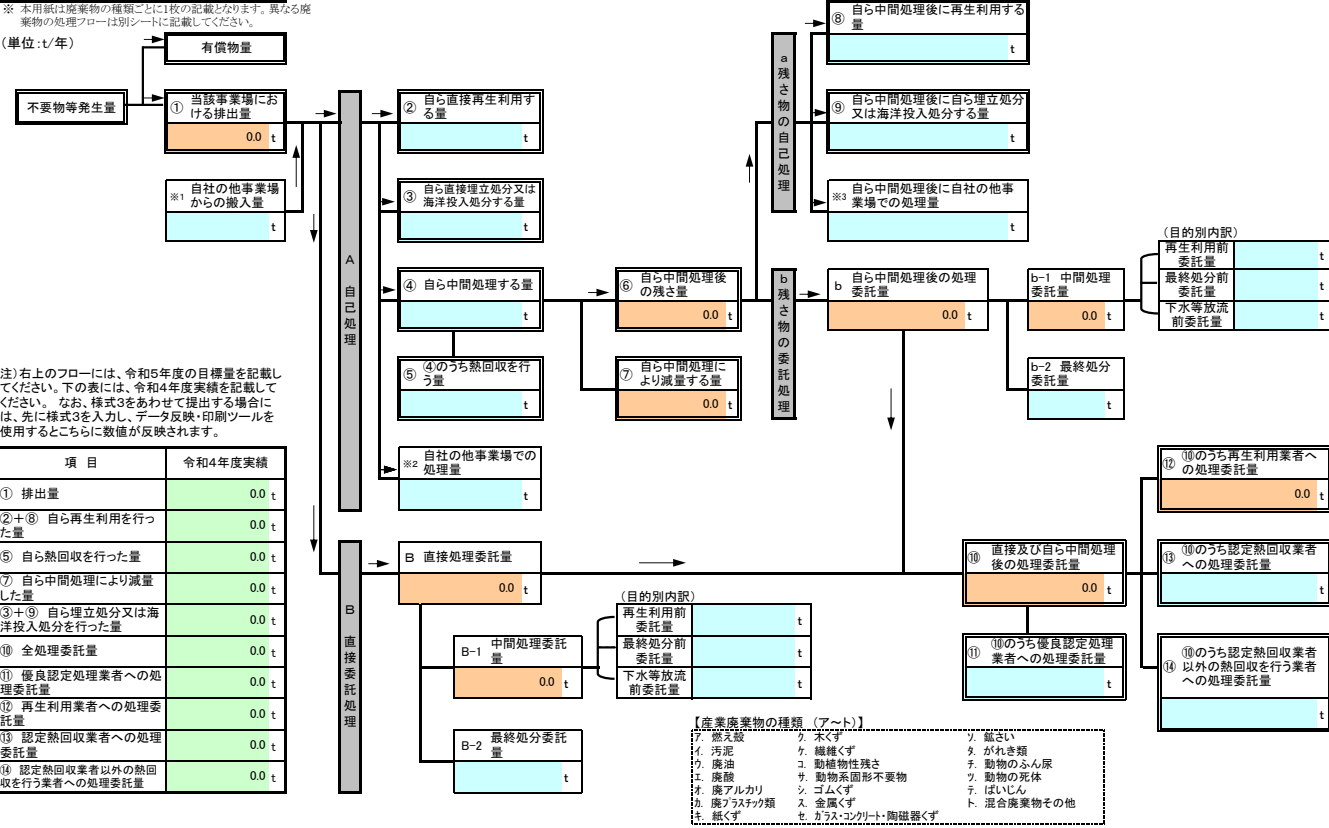 ※ 本用紙は廃棄物の種類ごとに1枚の記載となります。異なる廃
棄物の処理フローは別シートに記載してください。
(単位:t/年)
有償物量
不要物等発生量
① 当該事業場にお
ける排出量
0.0 t
※1 自社の他事業場
からの搬入量
t
A 自己処理
② 自ら直接再生利用す
る量
t
③ 自ら直接埋立処分又は
海洋投入処分する量
t
④ 自ら中間処理する量
t
⑤ ④のうち熱回収を行
う量
t
※2 自社の他事業場での
処理量
t
⑥ 自ら中間処理後
の残さ量
0.0 t
⑦ 自ら中間処理に
より減量する量
0.0 t
a 残さ物の自己処理
⑧ 自ら中間処理後に再生利用する
量
t
⑨ 自ら中間処理後に自ら埋立処分
又は海洋投入処分する量
t
※3 自ら中間処理後に自社の他事
業場での処理量
t
b 残さ物の委託処理
b 自ら中間処理後の処理
委託量
0.0 t
b-1 中間処理
委託量
0.0 t
b-2 最終処分
委託量
t
(目的別内訳)
再生利用前
委託量
t
最終処分前
委託量
t
下水等放流
前委託量
t
注)右上のフローには、令和5年度の目標量を記載し
てください。下の表には、令和4年度実績を記載して
ください。 なお、様式3をあわせて提出する場合に
は、先に様式3を入力し、データ反映・印刷ツールを
使用するとこちらに数値が反映されます。
項 目 令和4年度実績
① 排出量 0.0 t
②+⑧ 自ら再生利用を行っ
た量 0.0 t
⑤ 自ら熱回収を行った量 0.0 t
⑦ 自ら中間処理により減量
した量 0.0 t
③+⑨ 自ら埋立処分又は海
洋投入処分を行った量 0.0 t
⑩ 全処理委託量 0.0 t
⑪ 優良認定処理業者への処
理委託量 0.0 t
⑫ 再生利用業者への処理委
託量 0.0 t
⑬ 認定熱回収業者への処理
委託量 0.0 t
⑭ 認定熱回収業者以外の熱回
収を行う業者への処理委託量 0.0 t
B 直接委託処理
B 直接処理委託量
0.0 t
B-1 中間処理委託
量
0.0 t
B-2 最終処分委託
量
t
(目的別内訳)
再生利用前
委託量
t
最終処分前
委託量
t
下水等放流
前委託量
t
⑩ 直接及び自ら中間処理
後の処理委託量
0.0 t
⑪ ⑩のうち優良認定処理
業者への処理委託量
t
⑫ ⑩のうち再生利用業者へ
の処理委託量
0.0 t
⑬ ⑩のうち認定熱回収業者
への処理委託量
t
⑭ ⑩のうち認定熱回収業者
以外の熱回収を行う業者
への処理委託量
t
【産業廃棄物の種類 (ア~ト)】
ア. 燃え殻 ク. 木くず ソ. 鉱さい
イ. 汚泥 ケ. 繊維くず タ. がれき類
ウ. 廃油 コ. 動植物性残さ チ. 動物のふん尿
エ. 廃酸 サ. 動物系固形不要物 ツ. 動物の死体
オ. 廃アルカリ シ. ゴムくず テ. ばいじん
カ. 廃プラスチック類 ス. 金属くず ト. 混合廃棄物その他
キ. 紙くず セ. ガラス・コンクリート・陶磁器くず